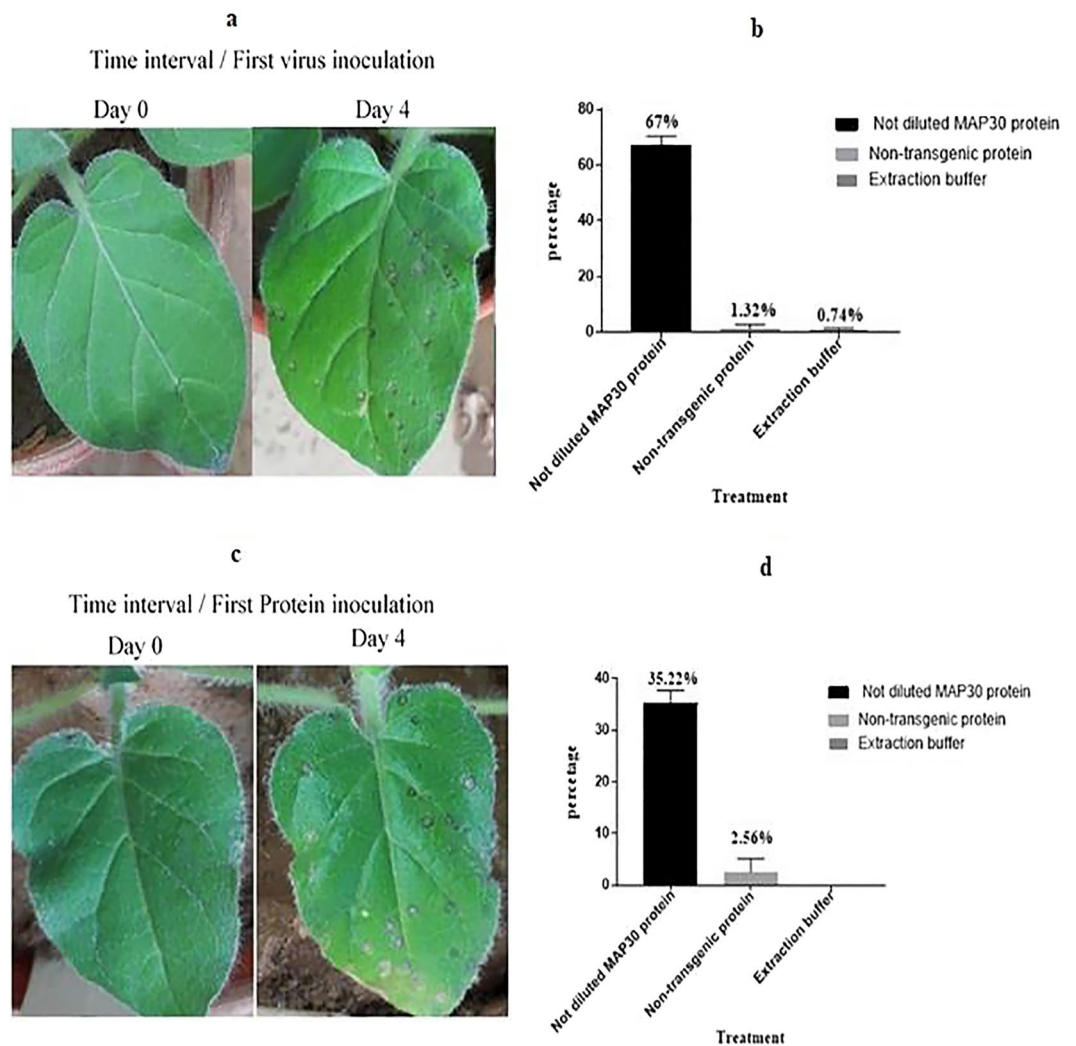 a
Time interval / First virus inoculation
Day 0
Day 4
b
80
60
40
20
0
percetage
67%
1.32%
0.74%
Not diluted MAP30 protein
Non-transgenic protein
Extraction buffer
Not diluted MAP30 protein
Non-transgenic protein
Extraction buffer
Treatment
c
Time interval / First Protein inoculation
Day 0
Day 4
d
40
30
20
10
0
percetage
35.22%
2.56%
Not diluted MAP30 protein
Non-transgenic protein
Extraction buffer
Not diluted MAP30 protein
Non-transgenic protein
Extraction buffer
Treatment